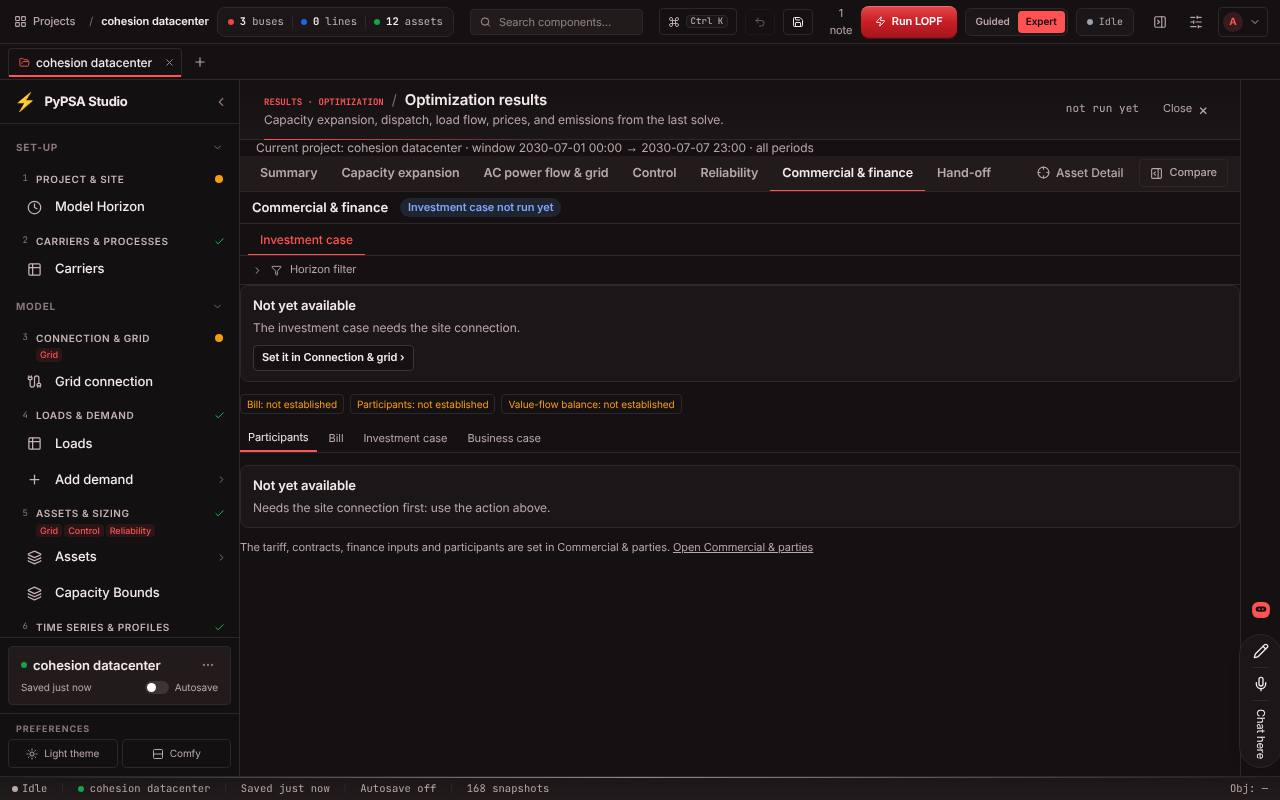 Projects / cohesion datacenter 3 buses 0 lines 12 assets Search components... ⌘ Ctrl K 1 note Run LOPF Guided Expert Idle A
cohesion datacenter
PyPSA Studio
SET-UP
1 PROJECT & SITE
Model Horizon
2 CARRIERS & PROCESSES
Carriers
MODEL
3 CONNECTION & GRID
Grid
Grid connection
4 LOADS & DEMAND
Loads
Add demand
5 ASSETS & SIZING
Grid Control Reliability
Assets
Capacity Bounds
6 TIME SERIES & PROFILES
cohesion datacenter ...
Saved just now Autosave
PREFERENCES
Light theme Comfy
RESULTS · OPTIMIZATION / Optimization results
Capacity expansion, dispatch, load flow, prices, and emissions from the last solve.
not run yet Close ×
Current project: cohesion datacenter · window 2030-07-01 00:00 → 2030-07-07 23:00 · all periods
Summary Capacity expansion AC power flow & grid Control Reliability Commercial & finance Hand-off Asset Detail Compare
Commercial & finance Investment case not run yet
Investment case
Horizon filter
Not yet available
The investment case needs the site connection.
Set it in Connection & grid ›
Bill: not established Participants: not established Value-flow balance: not established
Participants Bill Investment case Business case
Not yet available
Needs the site connection first: use the action above.
The tariff, contracts, finance inputs and participants are set in Commercial & parties. Open Commercial & parties
Chat here
Idle cohesion datacenter Saved just now Autosave off 168 snapshots Obj: —